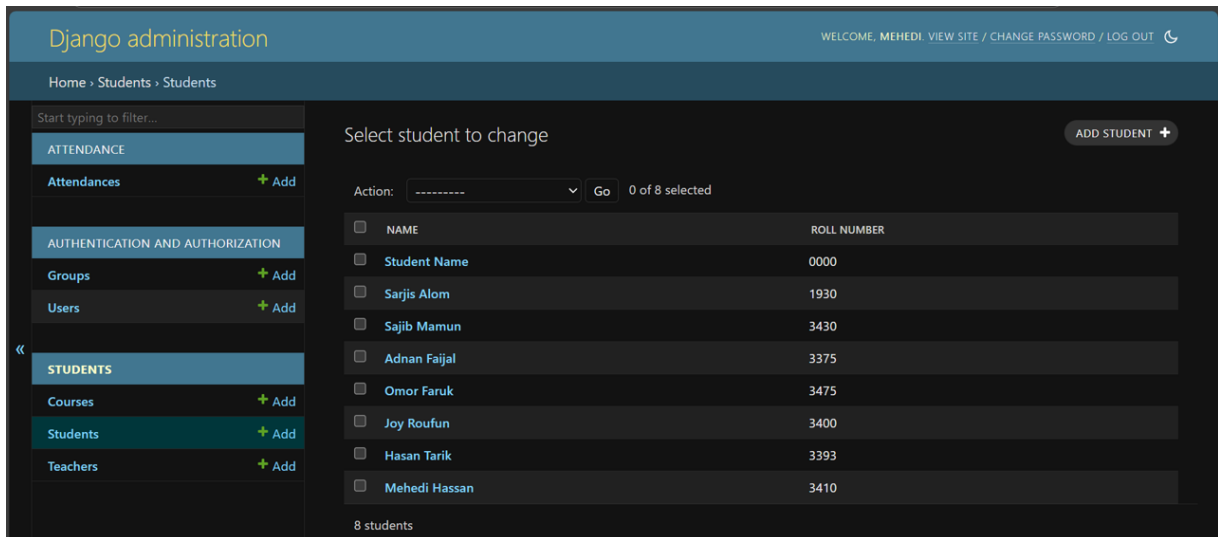 Django administration
WELCOME, MEHEDI. VIEW SITE / CHANGE PASSWORD / LOG OUT
Home › Students › Students
Start typing to filter...
ATTENDANCE
Attendances + Add
AUTHENTICATION AND AUTHORIZATION
Groups + Add
Users + Add
«
STUDENTS
Courses + Add
Students + Add
Teachers + Add
Select student to change
ADD STUDENT +
Action: --------- Go 0 of 8 selected
NAME ROLL NUMBER
Student Name 0000
Sarjis Alom 1930
Sajib Mamun 3430
Adnan Faijal 3375
Omor Faruk 3475
Joy Roufun 3400
Hasan Tarik 3393
Mehedi Hassan 3410
8 students